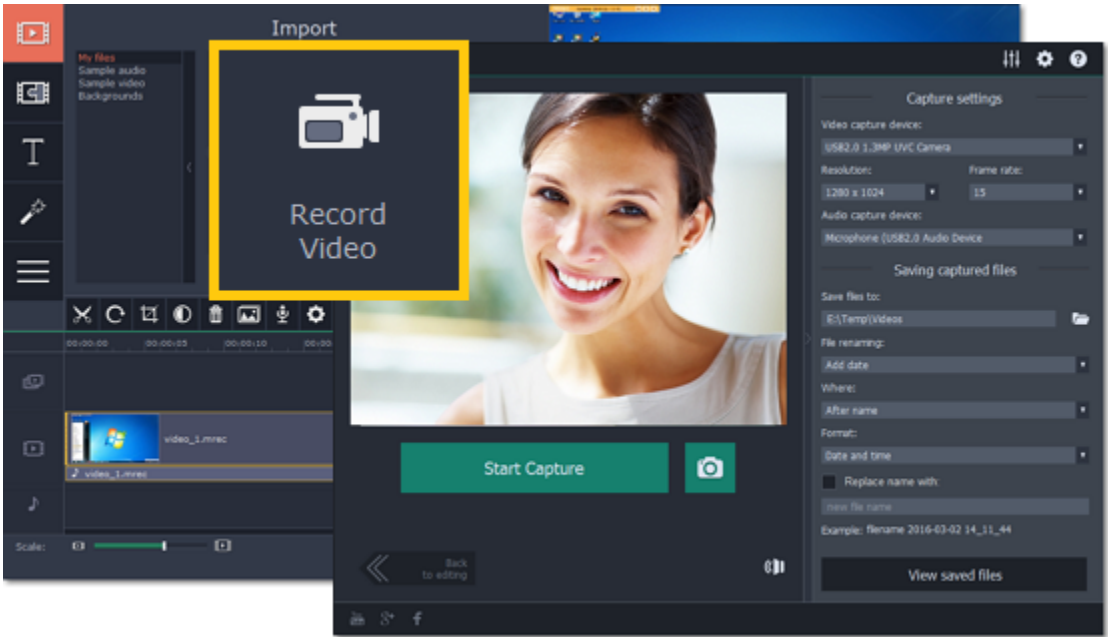 Import
My files
Sample audio
Sample video
Backgrounds
Record
Video
00:00:00
00:00:05
00:00:10
00:00
video_1.mrec
video_1.mrec
Scale:
Capture settings
Video capture device:
USB2.0 1.3MP UVC Camera
Resolution:
Frame rate:
1280 x 1024
15
Audio capture device:
Microphone (USB2.0 Audio Device
Saving captured files
Save files to:
E:\Temp\Videos
File renaming:
Add date
Where:
After name
Format:
Date and time
Replace name with:
new file name
Example: filename 2016-03-02 14_11_44
View saved files
Start Capture
Back
to editing